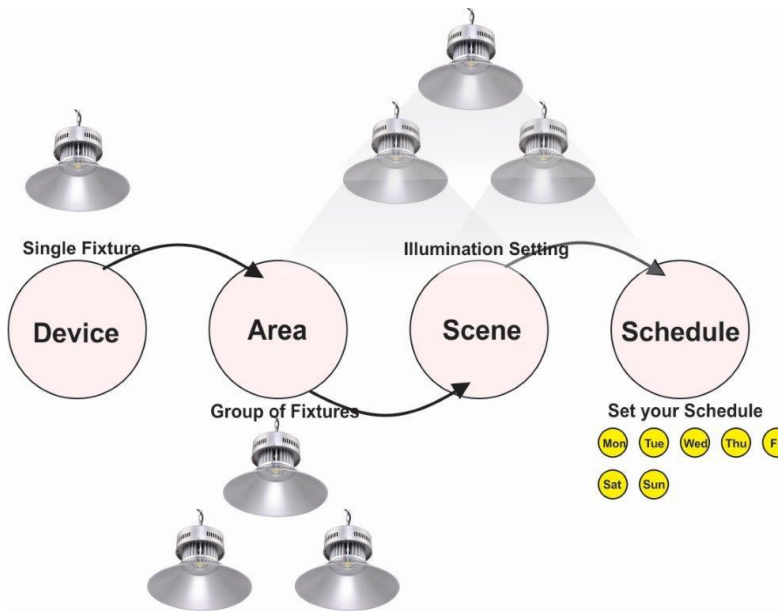 Single Fixture
Illumination Setting
Device
Area
Scene
Schedule
Group of Fixtures
Set your Schedule
Mon Tue Wed Thu
Sat Sun